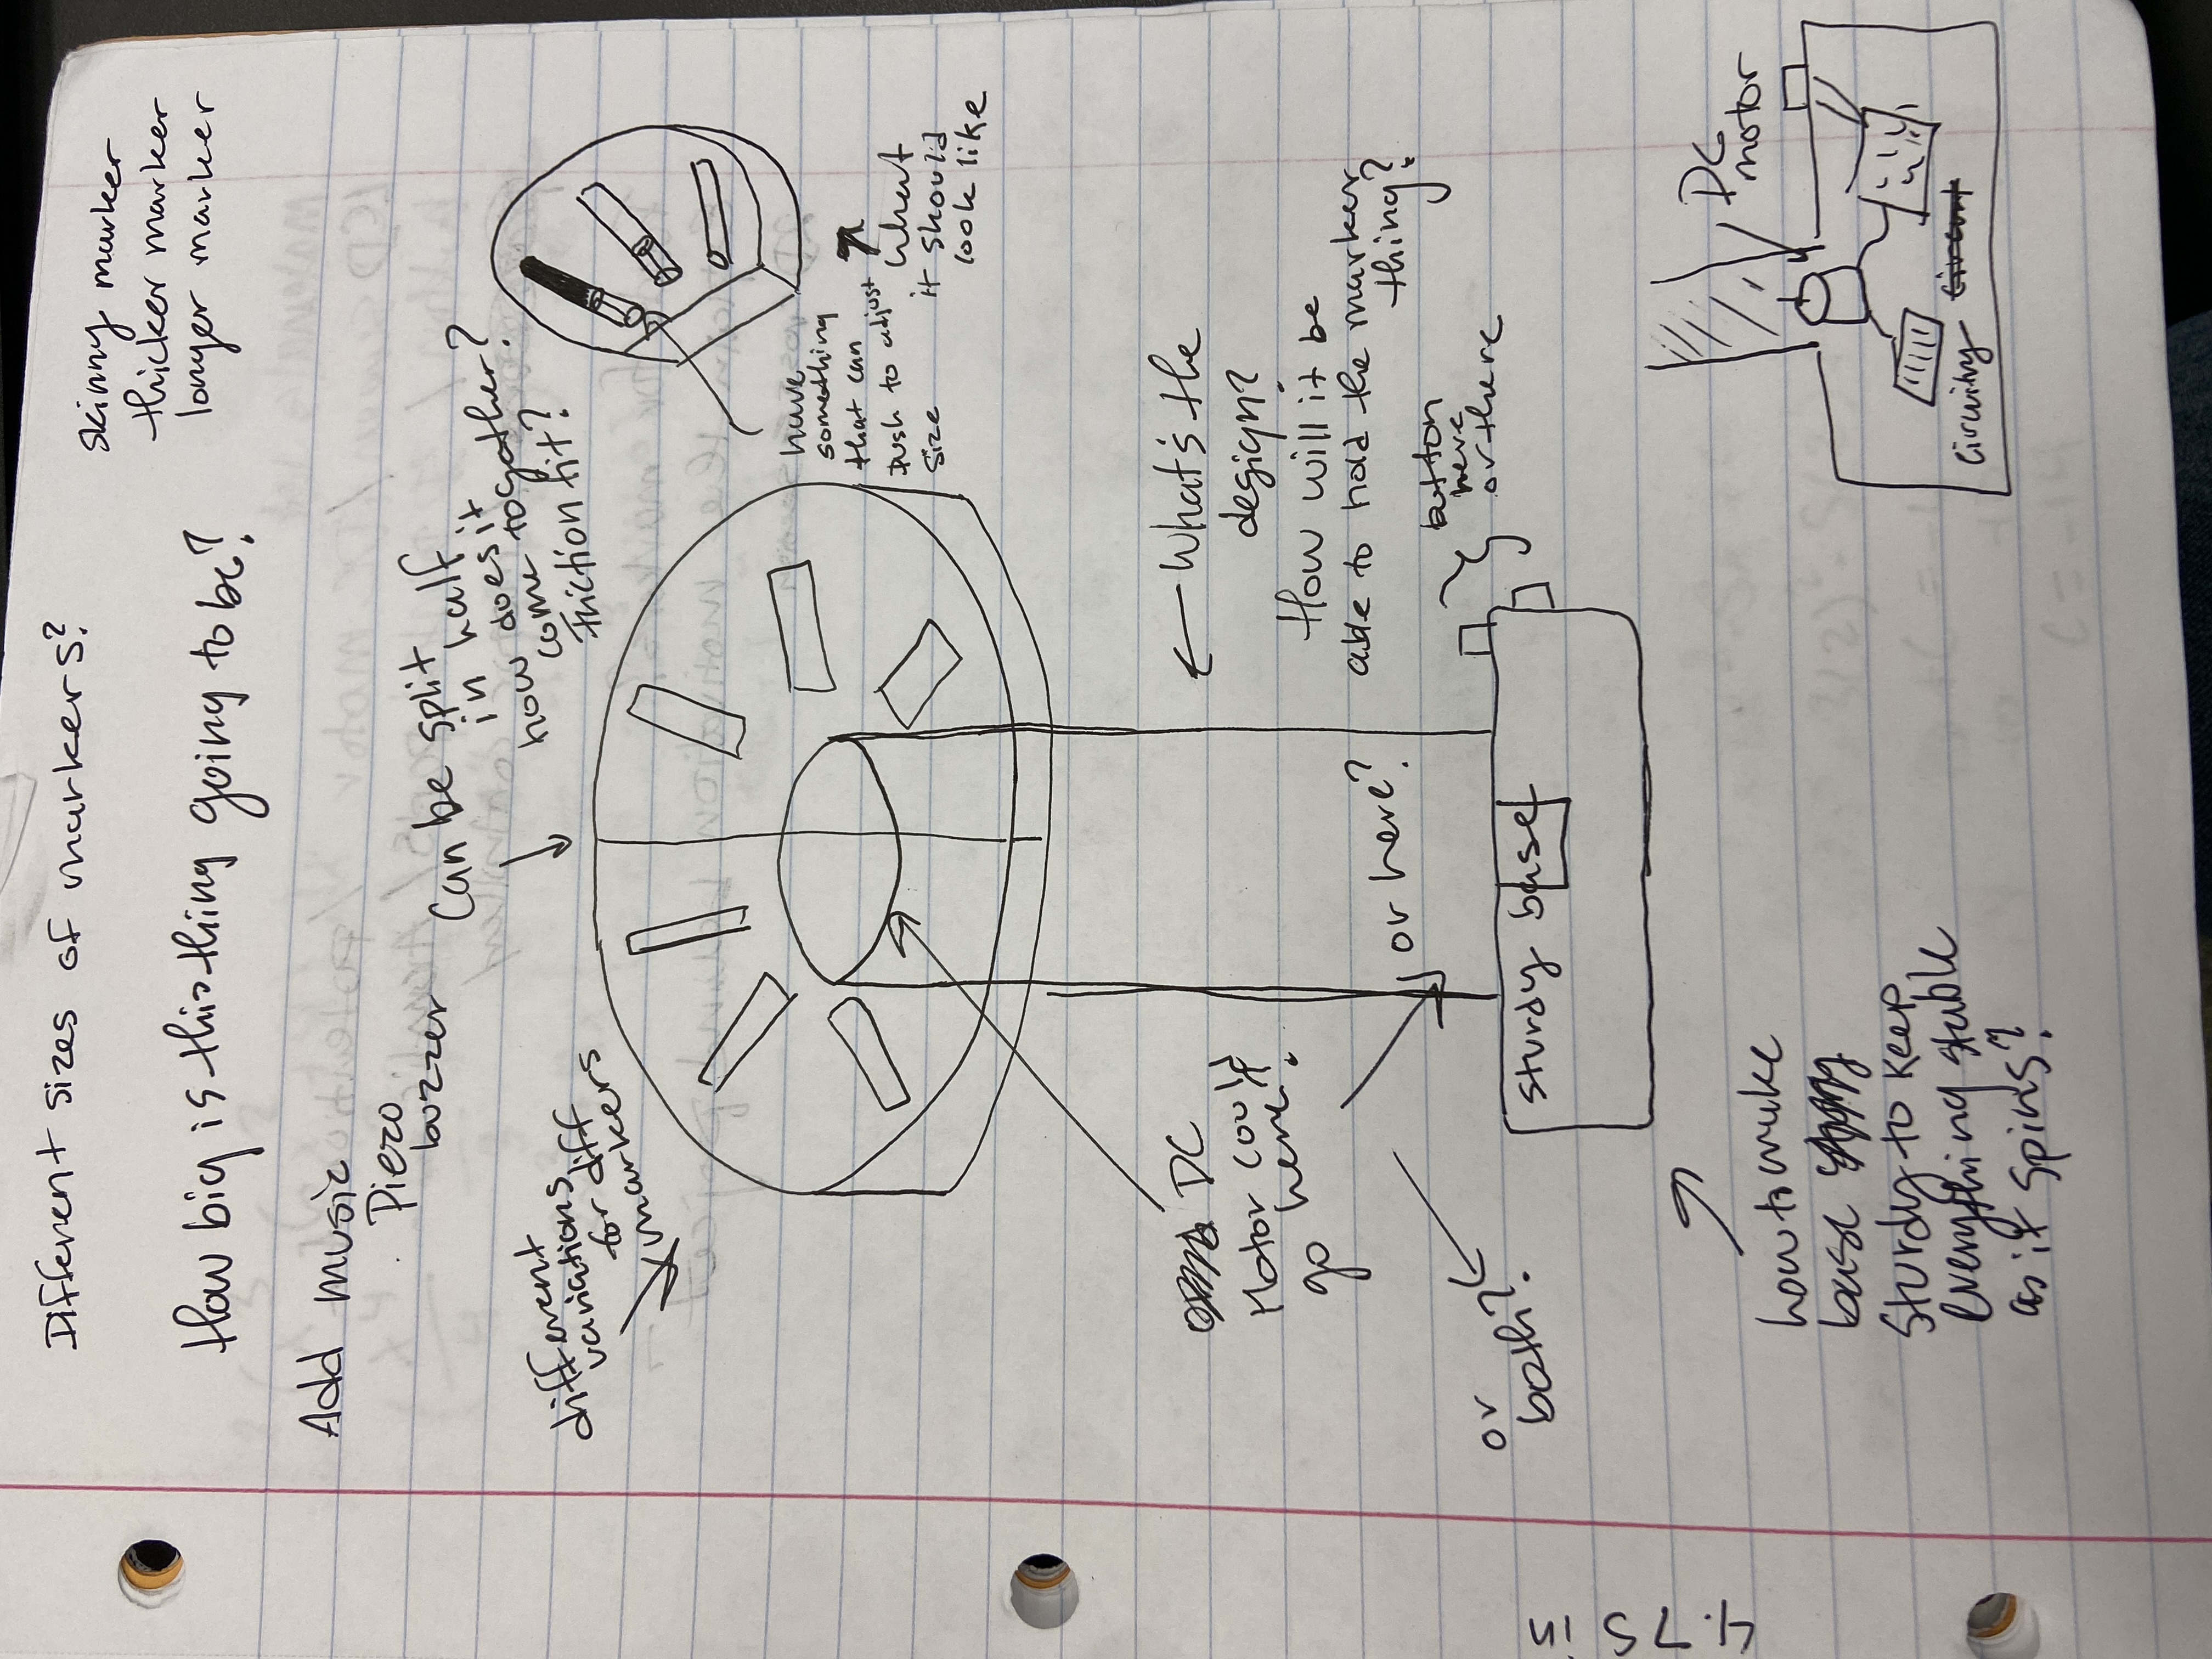 Different sizes of markers?
skinny marker
thicker marker
longer marker
How big is this thing going to be?
Add music
Piezo
buzzer
Can be split
in half.
how does it
come together?
Friction fit?
different
variations
for diff
markers
have
something
that can
push to adjust
size
what
it should
look like
DC
Motor could
go here?
or here?
or
both?
What's the
design?
How will it be
able to hold the marker
thing?
button
here
or there
sturdy base
4.75 in
how to make
base
sturdy to keep
everything stable
as it spins?
DC
motor
circuitry circuit